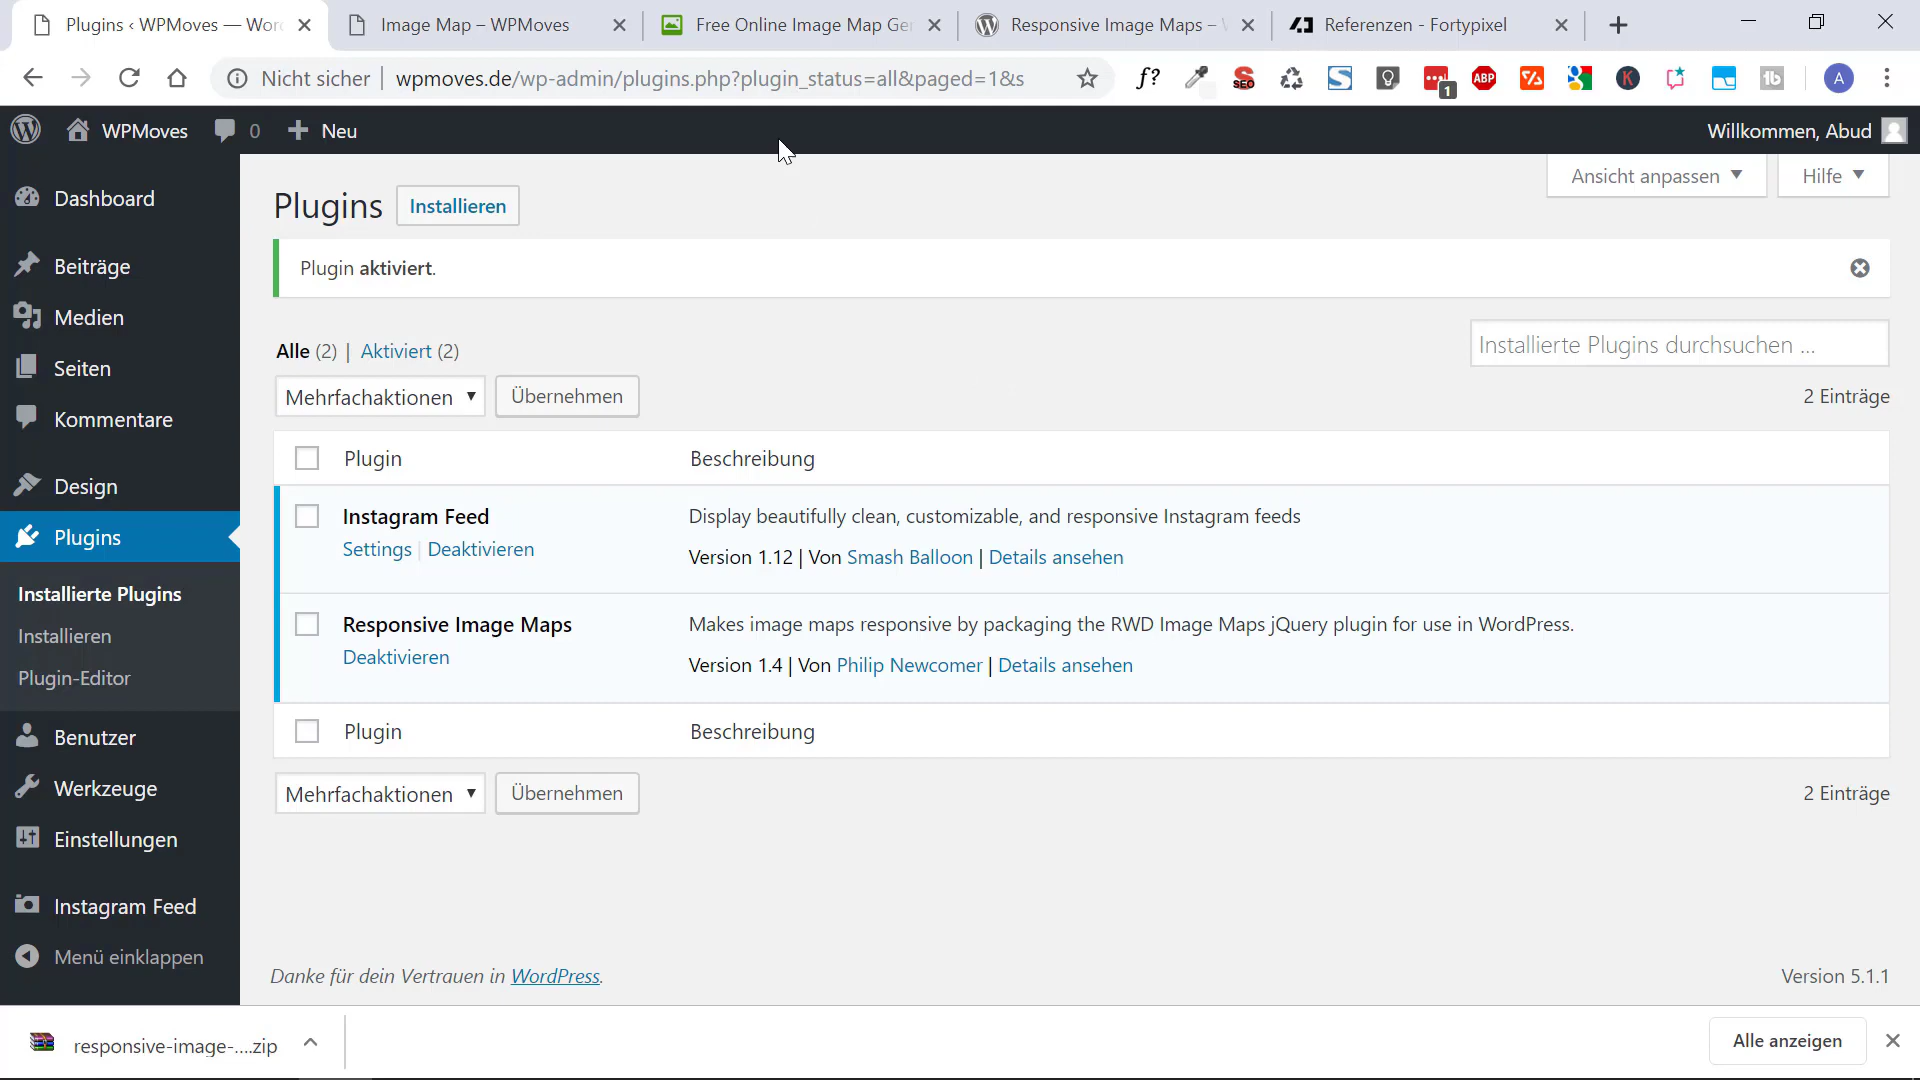 Plugins ‹ WPMoves — Wor
Image Map – WPMoves
Free Online Image Map Ge
Responsive Image Maps –
Referenzen - Fortypixel
Nicht sicher
wpmoves.de/wp-admin/plugins.php?plugin_status=all&paged=1&s
f?
SEO
1
ABP
K
A
WPMoves
0
Neu
Willkommen, Abud
Dashboard
Beiträge
Medien
Seiten
Kommentare
Design
Plugins
Installierte Plugins
Installieren
Plugin-Editor
Benutzer
Werkzeuge
Einstellungen
Instagram Feed
Menü einklappen
Ansicht anpassen
Hilfe
Plugins
Installieren
Plugin aktiviert.
Alle (2) | Aktiviert (2)
Installierte Plugins durchsuchen ...
Mehrfachaktionen
Übernehmen
2 Einträge
Plugin
Beschreibung
Instagram Feed
Settings | Deaktivieren
Display beautifully clean, customizable, and responsive Instagram feeds
Version 1.12 | Von Smash Balloon | Details ansehen
Responsive Image Maps
Deaktivieren
Makes image maps responsive by packaging the RWD Image Maps jQuery plugin for use in WordPress.
Version 1.4 | Von Philip Newcomer | Details ansehen
Plugin
Beschreibung
Mehrfachaktionen
Übernehmen
2 Einträge
Danke für dein Vertrauen in WordPress.
Version 5.1.1
responsive-image-....zip
Alle anzeigen